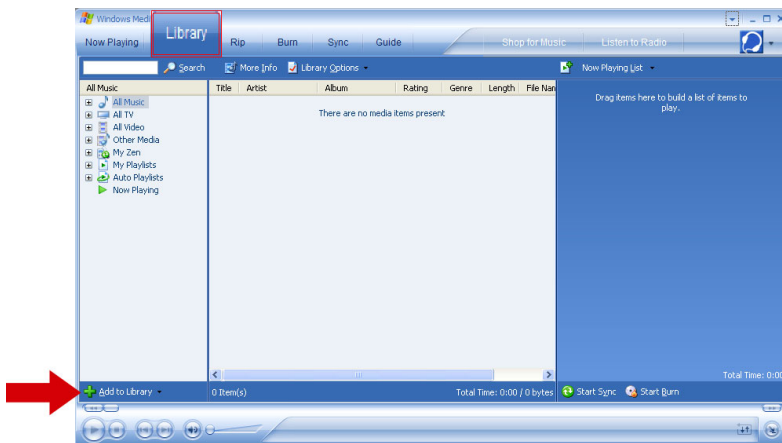 Windows Medi
Now Playing Library Rip Burn Sync Guide Shop for Music Listen to Radio
Search More Info Library Options Now Playing List
All Music Title Artist Album Rating Genre Length File Nan
All Music
All TV
All Video
Other Media
My Zen
My Playlists
Auto Playlists
Now Playing
There are no media items present
Drag items here to build a list of items to
play.
Total Time: 0:00
Add to Library 0 Item(s) Total Time: 0:00 / 0 bytes Start Sync Start Burn